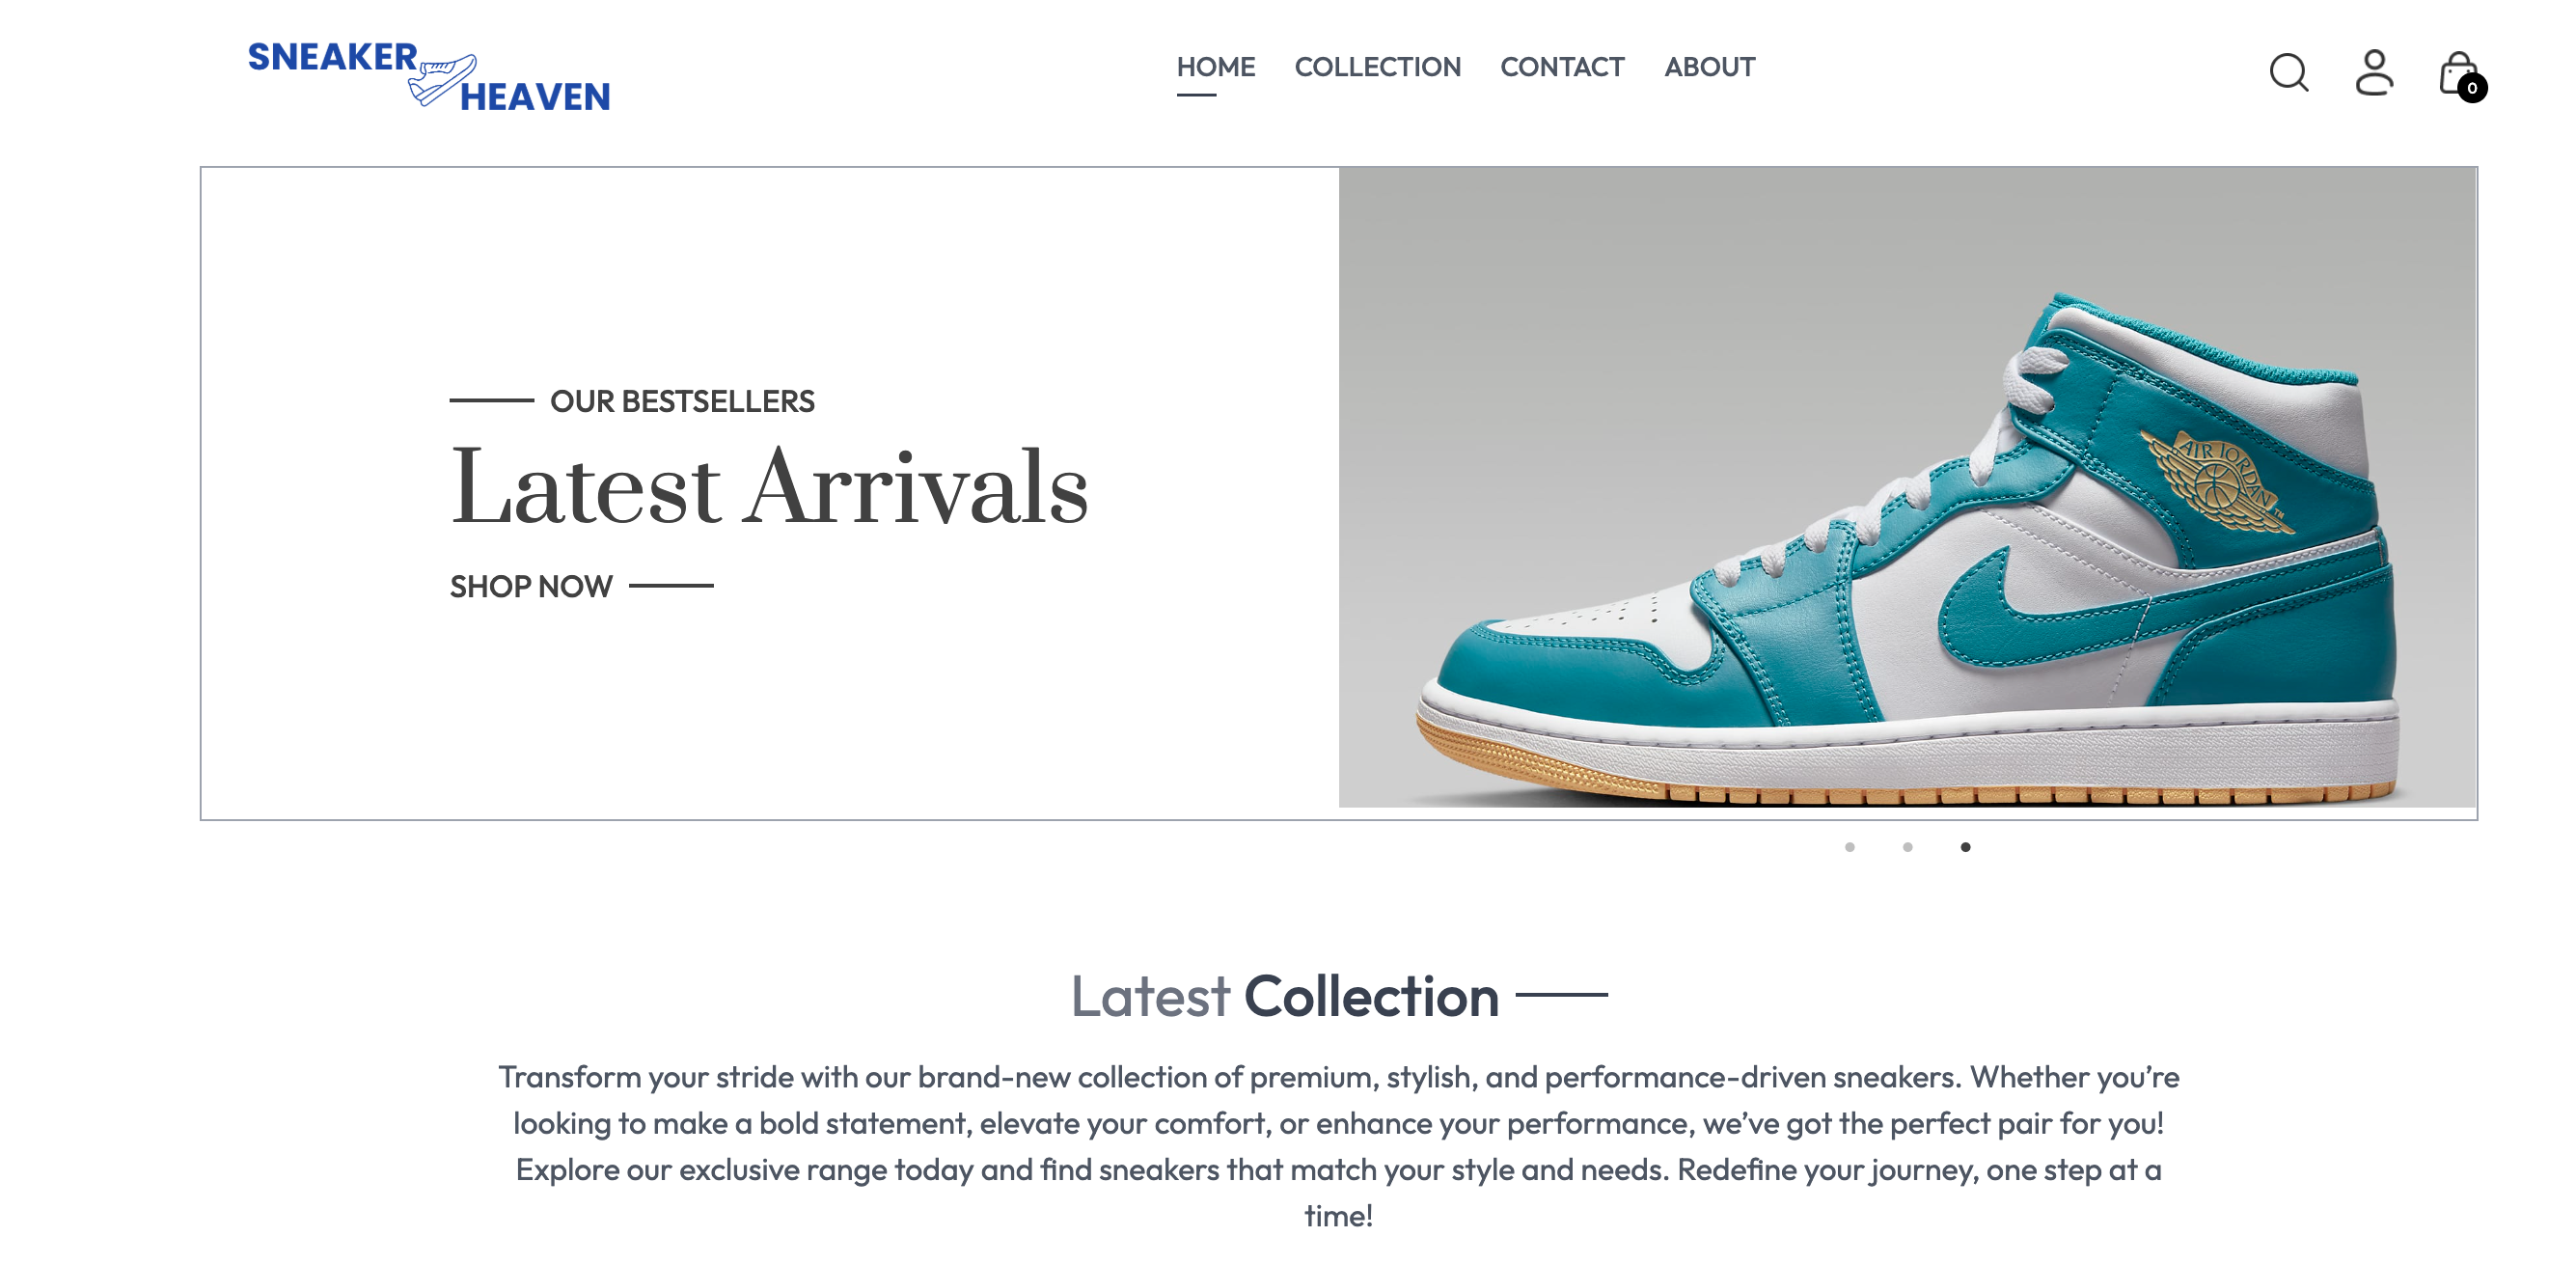 SNEAKER
HEAVEN
HOME COLLECTION CONTACT ABOUT
0
OUR BESTSELLERS
Latest Arrivals
SHOP NOW
AIR JORDAN
TM
Latest Collection
Transform your stride with our brand-new collection of premium, stylish, and performance-driven sneakers. Whether you’re
looking to make a bold statement, elevate your comfort, or enhance your performance, we’ve got the perfect pair for you!
Explore our exclusive range today and find sneakers that match your style and needs. Redefine your journey, one step at a
time!